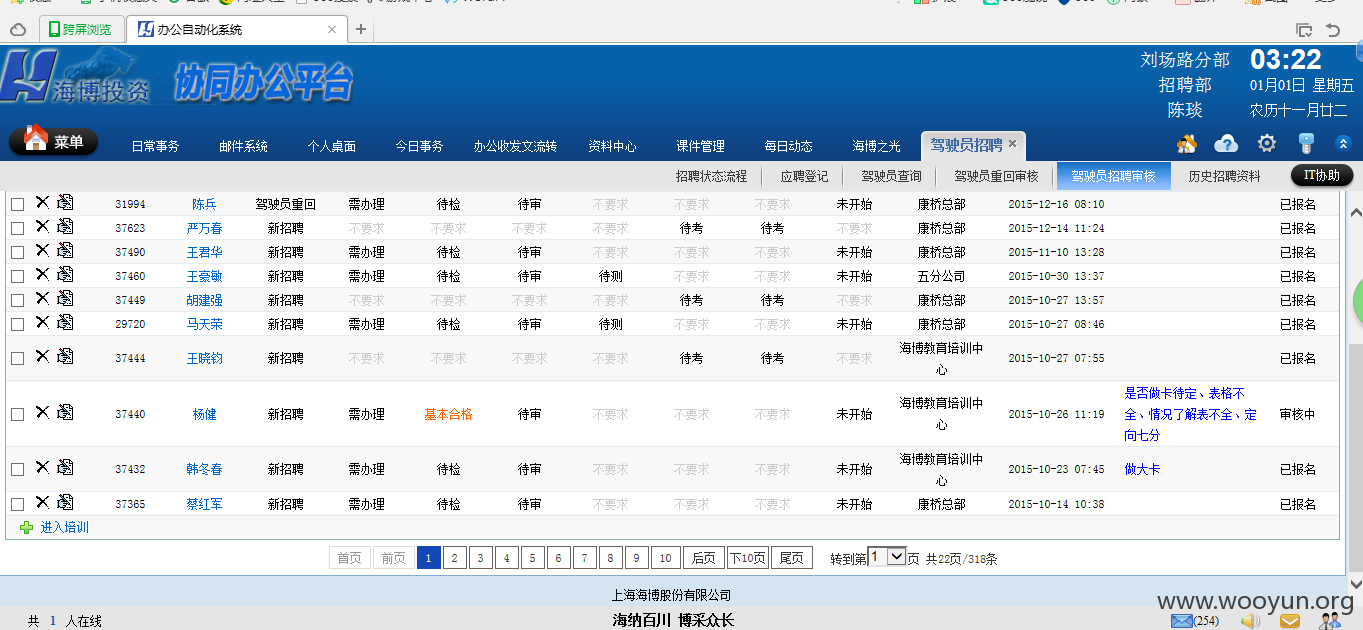 跨屏浏览 办公自动化系统
海博投资 协同办公平台
刘场路分部 03:22
招聘部 01月01日 星期五
陈琰 农历十一月廿二
菜单 日常事务 邮件系统 个人桌面 今日事务 办公收发文流转 资料中心 课件管理 每日动态 海博之光 驾驶员招聘
招聘状态流程 应聘登记 驾驶员查询 驾驶员重回审核 驾驶员招聘审核 历史招聘资料 IT协助
31994 陈兵 驾驶员重回 需办理 待检 待审 不要求 不要求 不要求 未开始 康桥总部 2015-12-16 08:10 已报名
37623 严万春 新招聘 不要求 不要求 不要求 不要求 待考 待考 不要求 康桥总部 2015-12-14 11:24 已报名
37490 王君华 新招聘 需办理 待检 待审 不要求 不要求 不要求 未开始 康桥总部 2015-11-10 13:28 已报名
37460 王豪敏 新招聘 需办理 待检 待审 待测 不要求 不要求 未开始 五分公司 2015-10-30 13:37 已报名
37449 胡建强 新招聘 不要求 不要求 不要求 不要求 待考 待考 不要求 康桥总部 2015-10-27 13:57 已报名
29720 马天荣 新招聘 需办理 待检 待审 待测 不要求 不要求 未开始 康桥总部 2015-10-27 08:46 已报名
37444 王晓钧 新招聘 不要求 不要求 不要求 不要求 待考 待考 不要求 海博教育培训中
心 2015-10-27 07:55 已报名
37440 杨健 新招聘 需办理 基本合格 待审 不要求 不要求 不要求 未开始 海博教育培训中
心 2015-10-26 11:19 是否做卡待定、表格不
全、情况了解表不全、定
向七分 审核中
37432 韩冬春 新招聘 需办理 待检 待审 不要求 不要求 不要求 未开始 海博教育培训中
心 2015-10-23 07:45 做大卡 已报名
37365 蔡红军 新招聘 需办理 待检 待审 不要求 不要求 不要求 未开始 康桥总部 2015-10-14 10:38 已报名
进入培训
首页 前页 1 2 3 4 5 6 7 8 9 10 后页 下10页 尾页 转到第 1 页 共22页/318条
上海海博股份有限公司
www.wooyun.org
共 1 人在线 海纳百川 博采众长 (254)